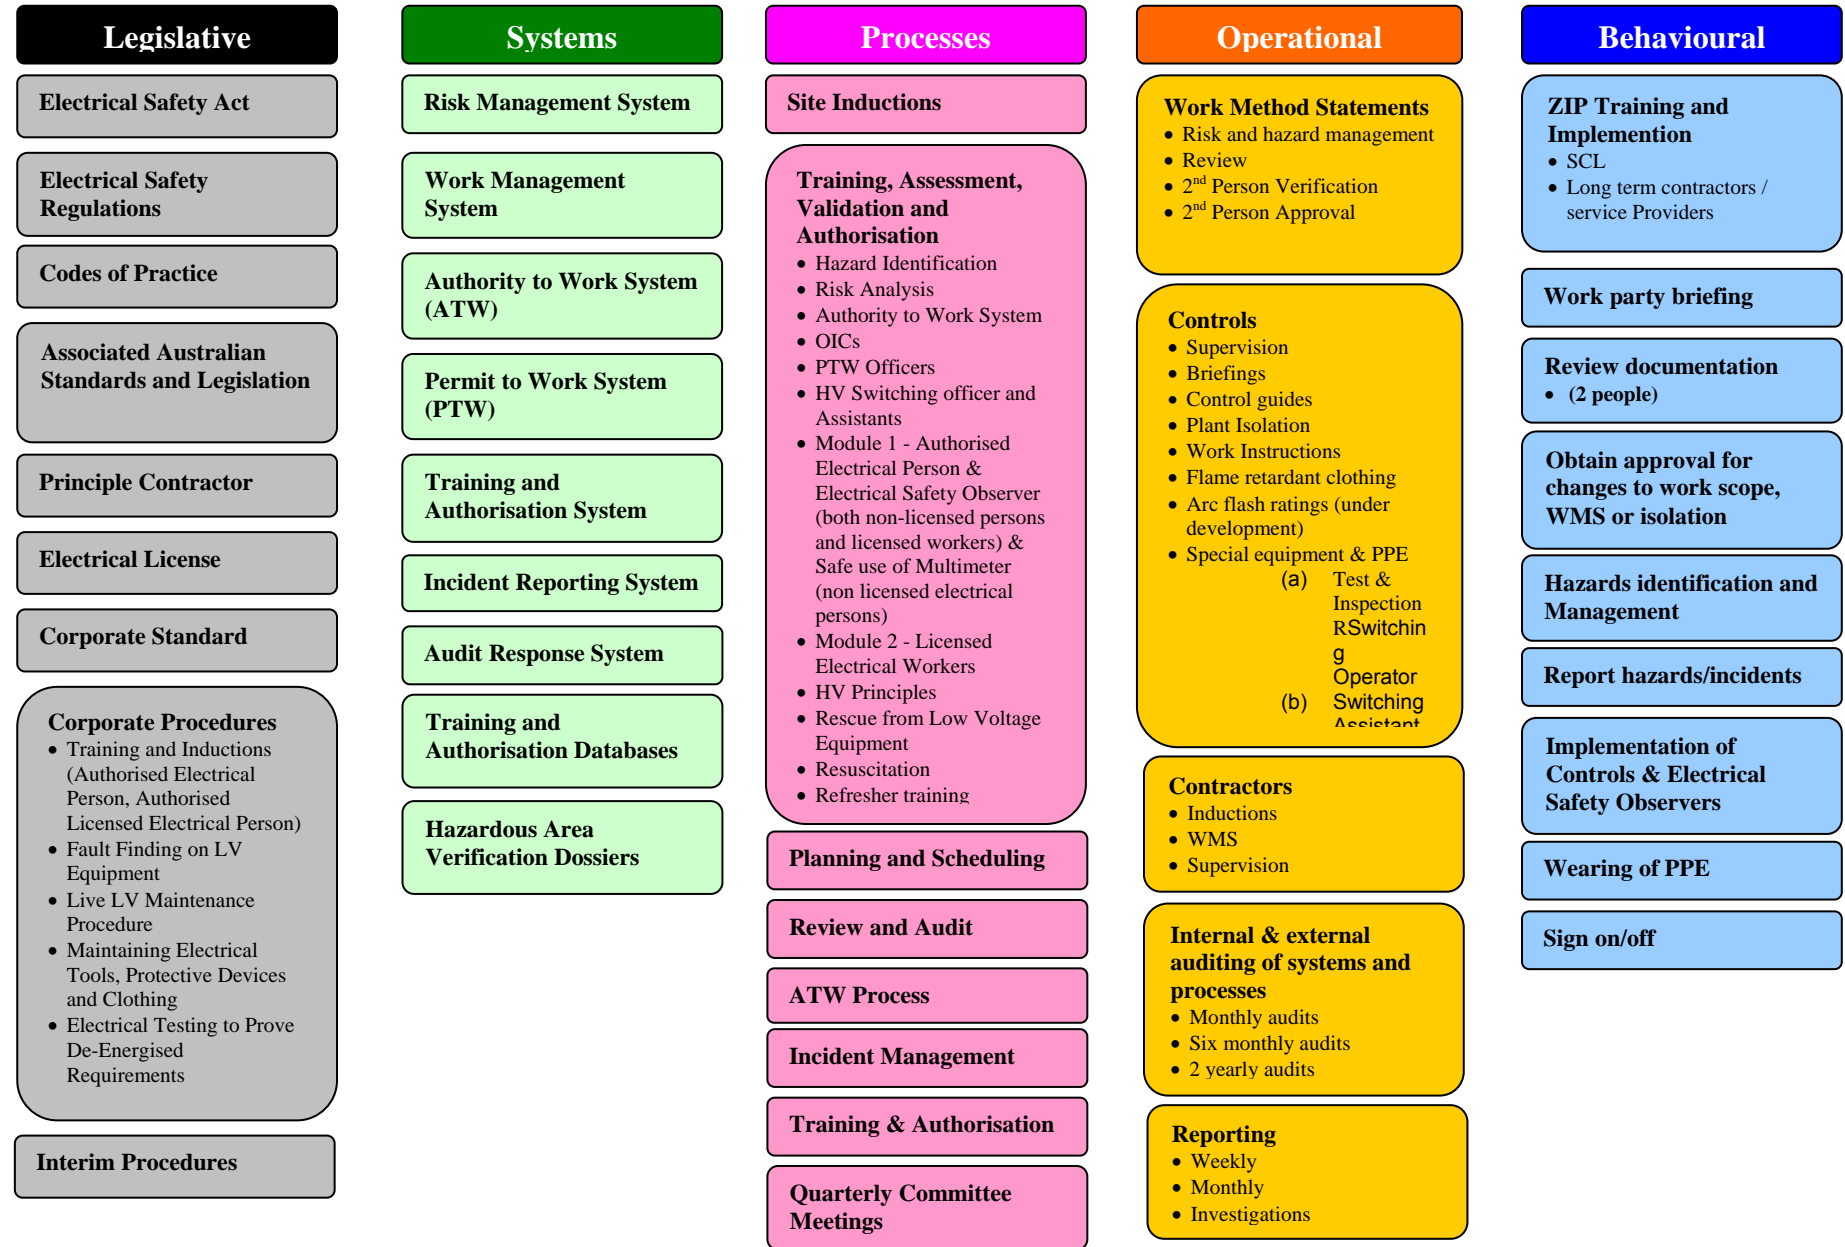 Legislative
Electrical Safety Act
Electrical Safety
Regulations
Codes of Practice
Associated Australian
Standards and Legislation
Principle Contractor
Electrical License
Corporate Standard
Corporate Procedures
• Training and Inductions
(Authorised Electrical
Person, Authorised
Licensed Electrical Person)
• Fault Finding on LV
Equipment
• Live LV Maintenance
Procedure
• Maintaining Electrical
Tools, Protective Devices
and Clothing
• Electrical Testing to Prove
De-Energised
Requirements
Interim Procedures
Systems
Risk Management System
Work Management
System
Authority to Work System
(ATW)
Permit to Work System
(PTW)
Training and
Authorisation System
Incident Reporting System
Audit Response System
Training and
Authorisation Databases
Hazardous Area
Verification Dossiers
Processes
Site Inductions
Training, Assessment,
Validation and
Authorisation
• Hazard Identification
• Risk Analysis
• Authority to Work System
• OICs
• PTW Officers
• HV Switching officer and
Assistants
• Module 1 - Authorised
Electrical Person &
Electrical Safety Observer
(both non-licensed persons
and licensed workers) &
Safe use of Multimeter
(non licensed electrical
persons)
• Module 2 - Licensed
Electrical Workers
• HV Principles
• Rescue from Low Voltage
Equipment
• Resuscitation
• Refresher training
Planning and Scheduling
Review and Audit
ATW Process
Incident Management
Training & Authorisation
Quarterly Committee
Meetings
Operational
Work Method Statements
• Risk and hazard management
• Review
• 2nd Person Verification
• 2nd Person Approval
Controls
• Supervision
• Briefings
• Control guides
• Plant Isolation
• Work Instructions
• Flame retardant clothing
• Arc flash ratings (under
development)
• Special equipment & PPE
(a) Test &
Inspection
RSwitchin
g
Operator
(b) Switching
Assistant
Contractors
• Inductions
• WMS
• Supervision
Internal & external
auditing of systems and
processes
• Monthly audits
• Six monthly audits
• 2 yearly audits
Reporting
• Weekly
• Monthly
• Investigations
Behavioural
ZIP Training and
Implemention
• SCL
• Long term contractors /
service Providers
Work party briefing
Review documentation
• (2 people)
Obtain approval for
changes to work scope,
WMS or isolation
Hazards identification and
Management
Report hazards/incidents
Implementation of
Controls & Electrical
Safety Observers
Wearing of PPE
Sign on/off